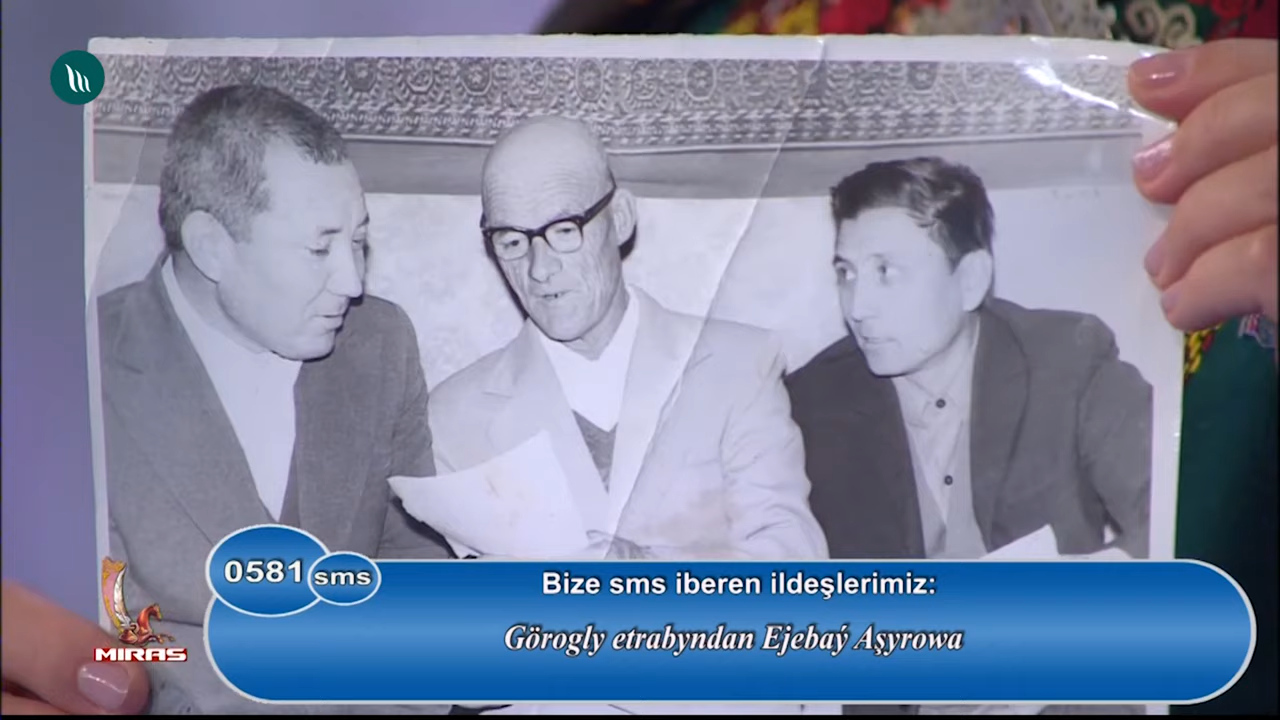 0581 sms
Bize sms iberen ildeşlerimiz:
Görogly etrabyndan Ejebaý Aşyrowa
MIRAS